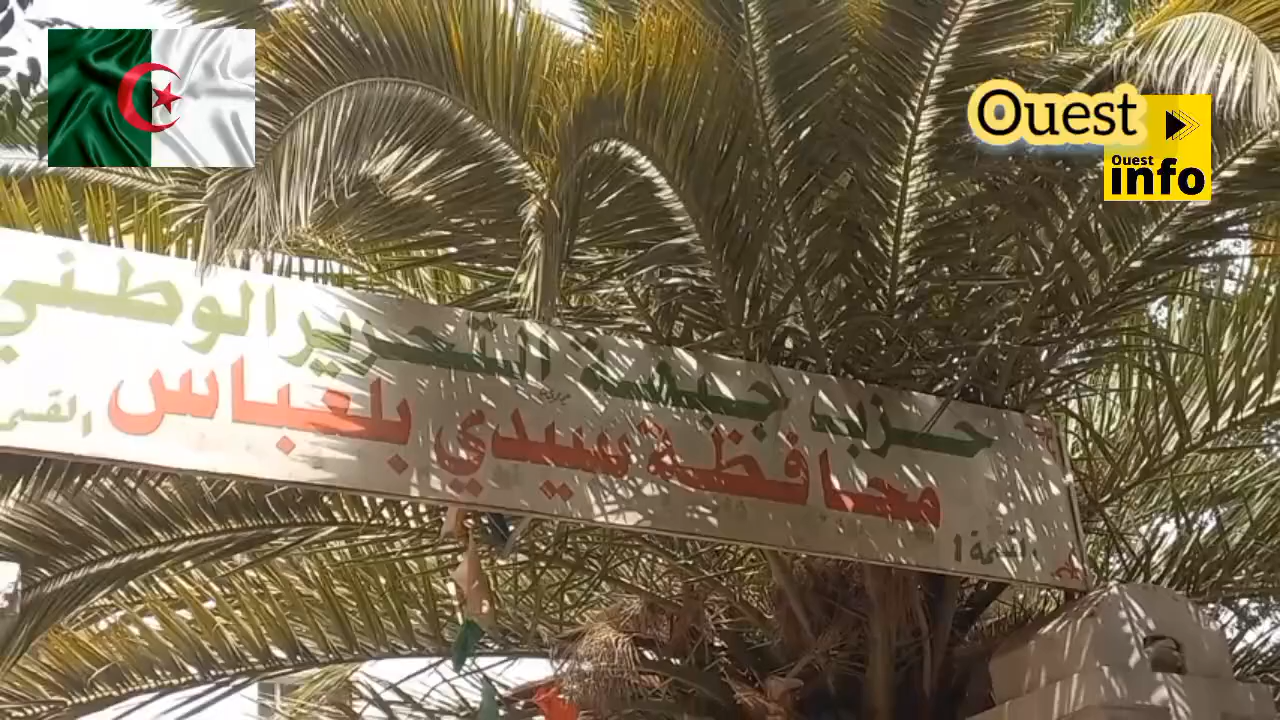 Ouest
Ouest
info
حزب جبهة التحرير الوطني
محافظة سيدي بلعباس